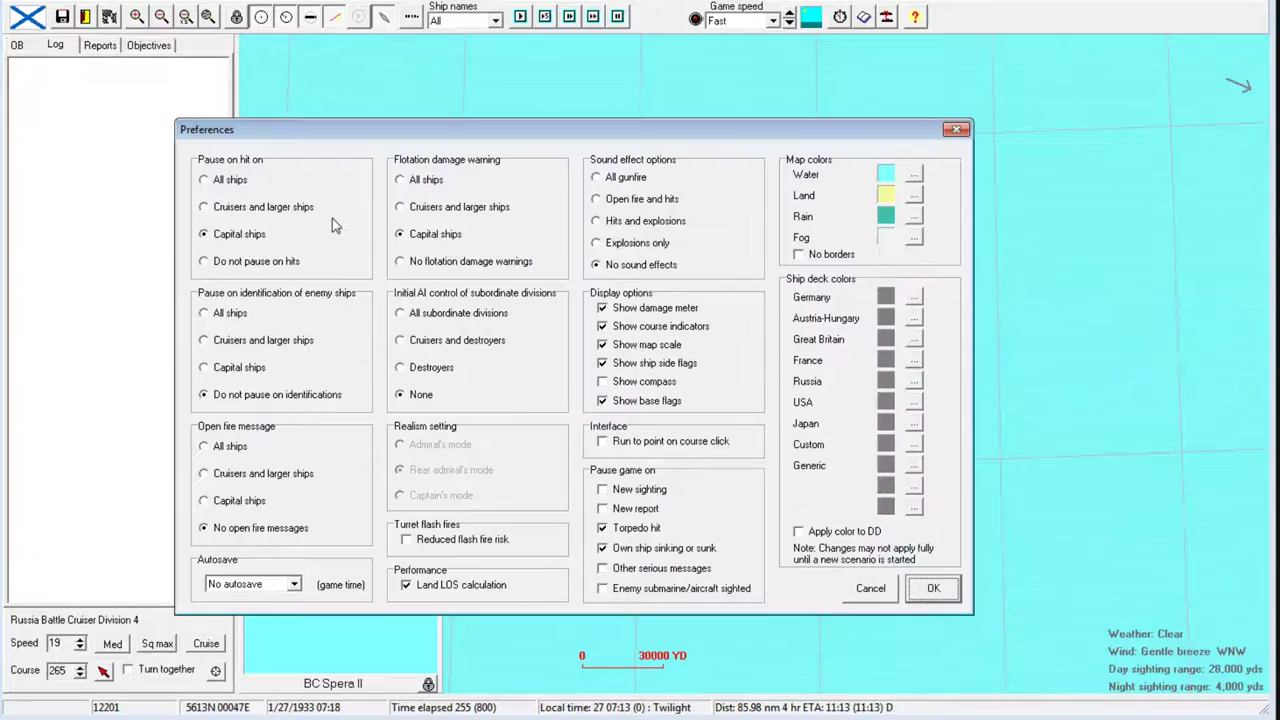 Ship names
All
Game speed
Fast
OB
Log
Reports
Objectives
Preferences
Pause on hit on
All ships
Cruisers and larger ships
Capital ships
Do not pause on hits
Pause on identification of enemy ships
All ships
Cruisers and larger ships
Capital ships
Do not pause on identifications
Open fire message
All ships
Cruisers and larger ships
Capital ships
No open fire messages
Autosave
No autosave
(game time)
Flotation damage warning
All ships
Cruisers and larger ships
Capital ships
No flotation damage warnings
Initial AI control of subordinate divisions
All subordinate divisions
Cruisers and destroyers
Destroyers
None
Realism setting
Admiral's mode
Rear admiral's mode
Captain's mode
Turret flash fires
Reduced flash fire risk
Performance
Land LOS calculation
Sound effect options
All gunfire
Open fire and hits
Hits and explosions
Explosions only
No sound effects
Display options
Show damage meter
Show course indicators
Show map scale
Show ship side flags
Show compass
Show base flags
Interface
Run to point on course click
Pause game on
New sighting
New report
Torpedo hit
Own ship sinking or sunk
Other serious messages
Enemy submarine/aircraft sighted
Map colors
Water
...
Land
...
Rain
...
Fog
...
No borders
Ship deck colors
Germany
...
Austria-Hungary
...
Great Britain
...
France
...
Russia
...
USA
...
Japan
...
Custom
...
Generic
...
...
...
Apply color to DD
Note: Changes may not apply fully
until a new scenario is started
Cancel
OK
Russia Battle Cruiser Division 4
Speed
19
Med
Sq max
Cruise
Course
265
Turn together
BC Spera II
0
30000 YD
Weather: Clear
Wind: Gentle breeze WNW
Day sighting range: 28,000 yds
Night sighting range: 4,000 yds
12201
5613N 00047E
1/27/1933 07:18
Time elapsed 255 (800)
Local time: 27 07:13 (0) : Twilight
Dist: 85.98 nm 4 hr ETA: 11:13 (11:13) D